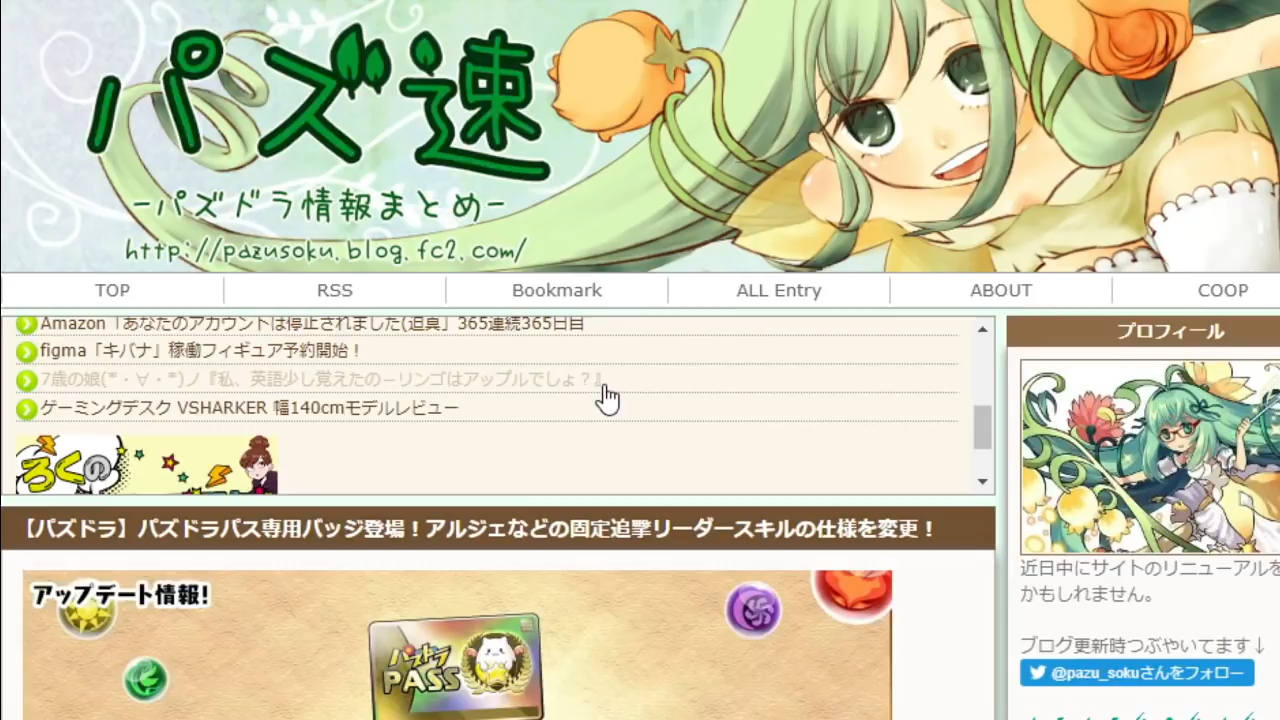 パズ速
-パズドラ情報まとめ-
http://pazusoku.blog.fc2.com/
TOP
RSS
Bookmark
ALL Entry
ABOUT
COOP
Amazon「あなたのアカウントは停止されました(迫真」365連続365日目
figma「キバナ」稼働フィギュア予約開始！
7歳の娘(*・∀・*)ノ『私、英語少し覚えたの－リンゴはアップルでしょ？』
ゲーミングデスク VSHARKER 幅140cmモデルレビュー
ろくの
【パズドラ】パズドラパス専用バッジ登場！アルジェなどの固定追撃リーダースキルの仕様を変更！
アップデート情報!
パズドラ
PASS
プロフィール
近日中にサイトのリニューアルを
かもしれません。
ブログ更新時つぶやいてます↓
@pazu_sokuさんをフォロー